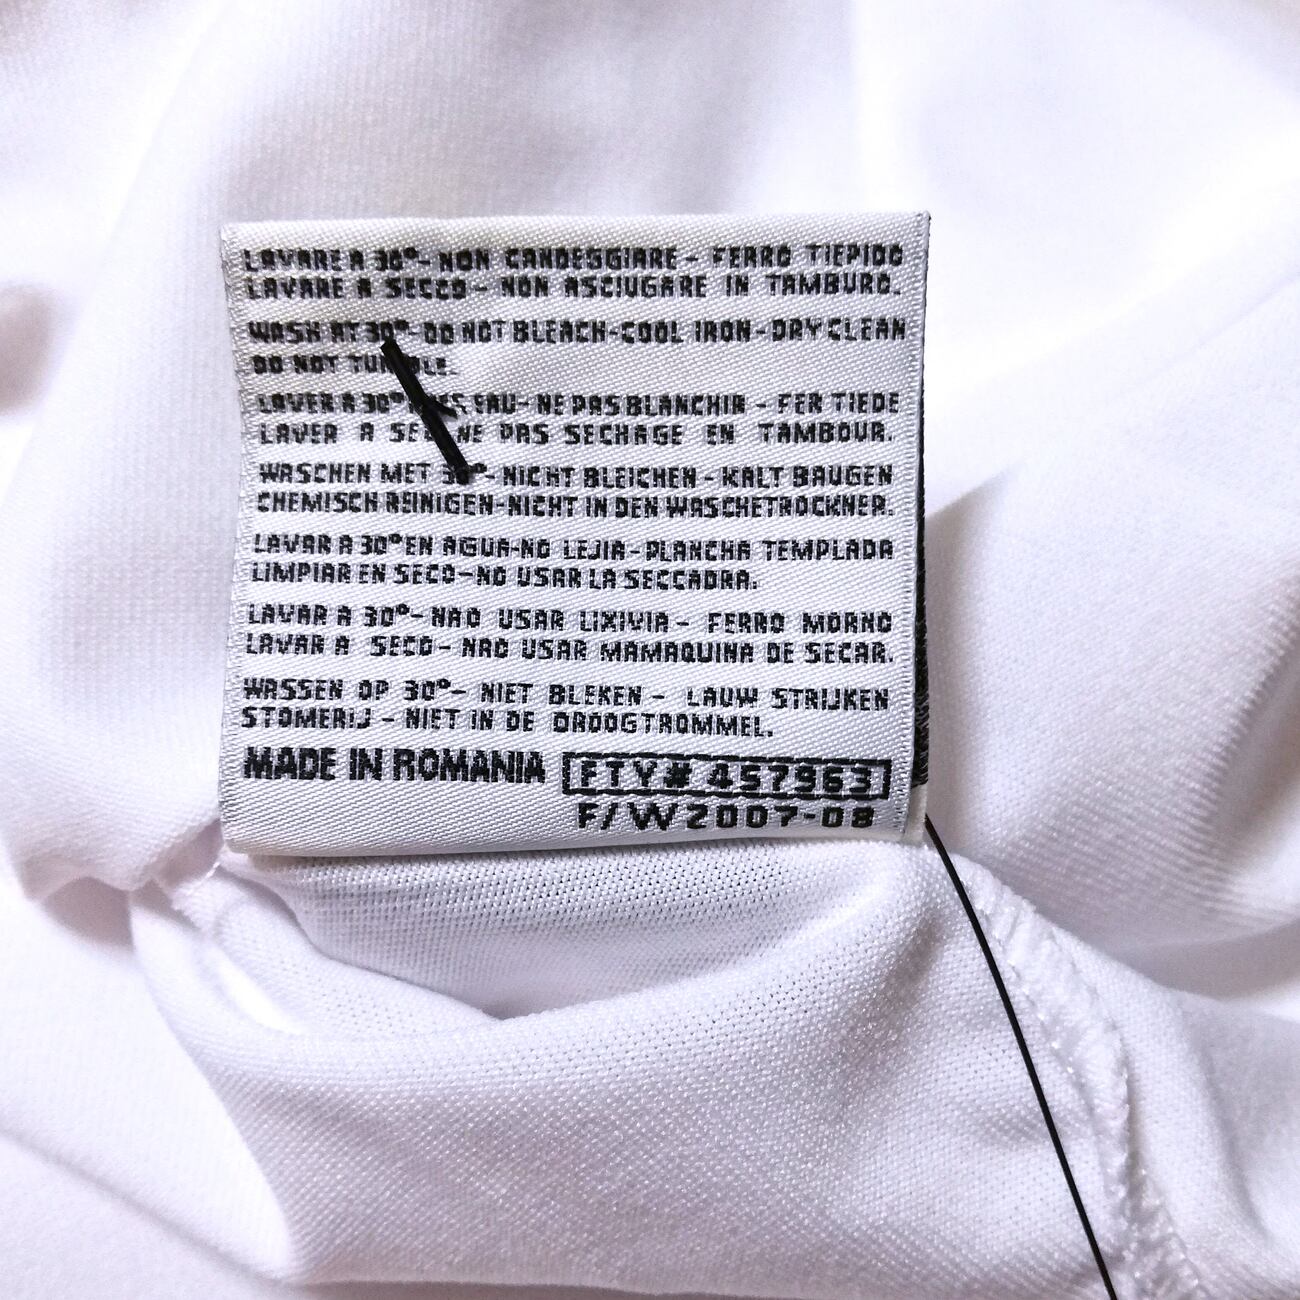 LAVARE A 30°- NON CANDEGGIARE - FERRO TIEPIDO
LAVARE A SECCO - NON ASCIUGARE IN TAMBURO.
WASH AT 30°-DO NOT BLEACH-COOL IRON-DRY CLEAN
DO NOT TUMBLE.
LAVER A 30° EAU- NE PAS BLANCHIR - FER TIEDE
LAVER A NE PAS SECHAGE EN TAMBOUR.
WASCHEN MET 30°- NICHT BLEICHEN - KALT BAUGEN
CHEMISCH REINIGEN-NICHT IN DEN WASCHETROCKNER.
LAVAR A 30° EN AGUA-NO LEJIA-PLANCHA TEMPLADA
LIMPIAR EN SECO-NO USAR LA SECCADRA.
LAVAR A 30°- NAO USAR LIXIVIA - FERRO MORNO
LAVAR A SECO- NAO USAR MAMAQUINA DE SECAR.
WASSEN OP 30°- NIET BLEKEN - LAUW STRIJKEN
STOMERIJ - NIET IN DE DROOGTROMMEL.
MADE IN ROMANIA FTY# 457963
F/W2007-08